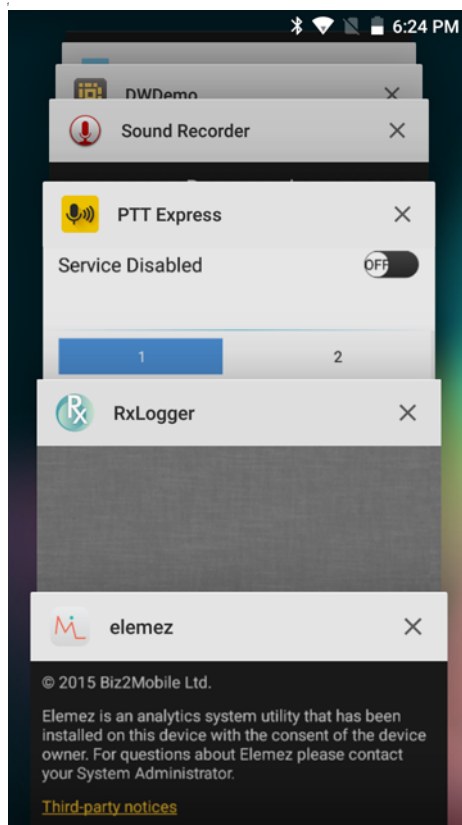 6:24 PM
DWDemo
Sound Recorder
PTT Express
Service Disabled
OFF
1
2
Rx
RxLogger
elemez
© 2015 Biz2Mobile Ltd.
Elemez is an analytics system utility that has been
installed on this device with the consent of the device
owner. For questions about Elemez please contact
your System Administrator.
Third-party notices